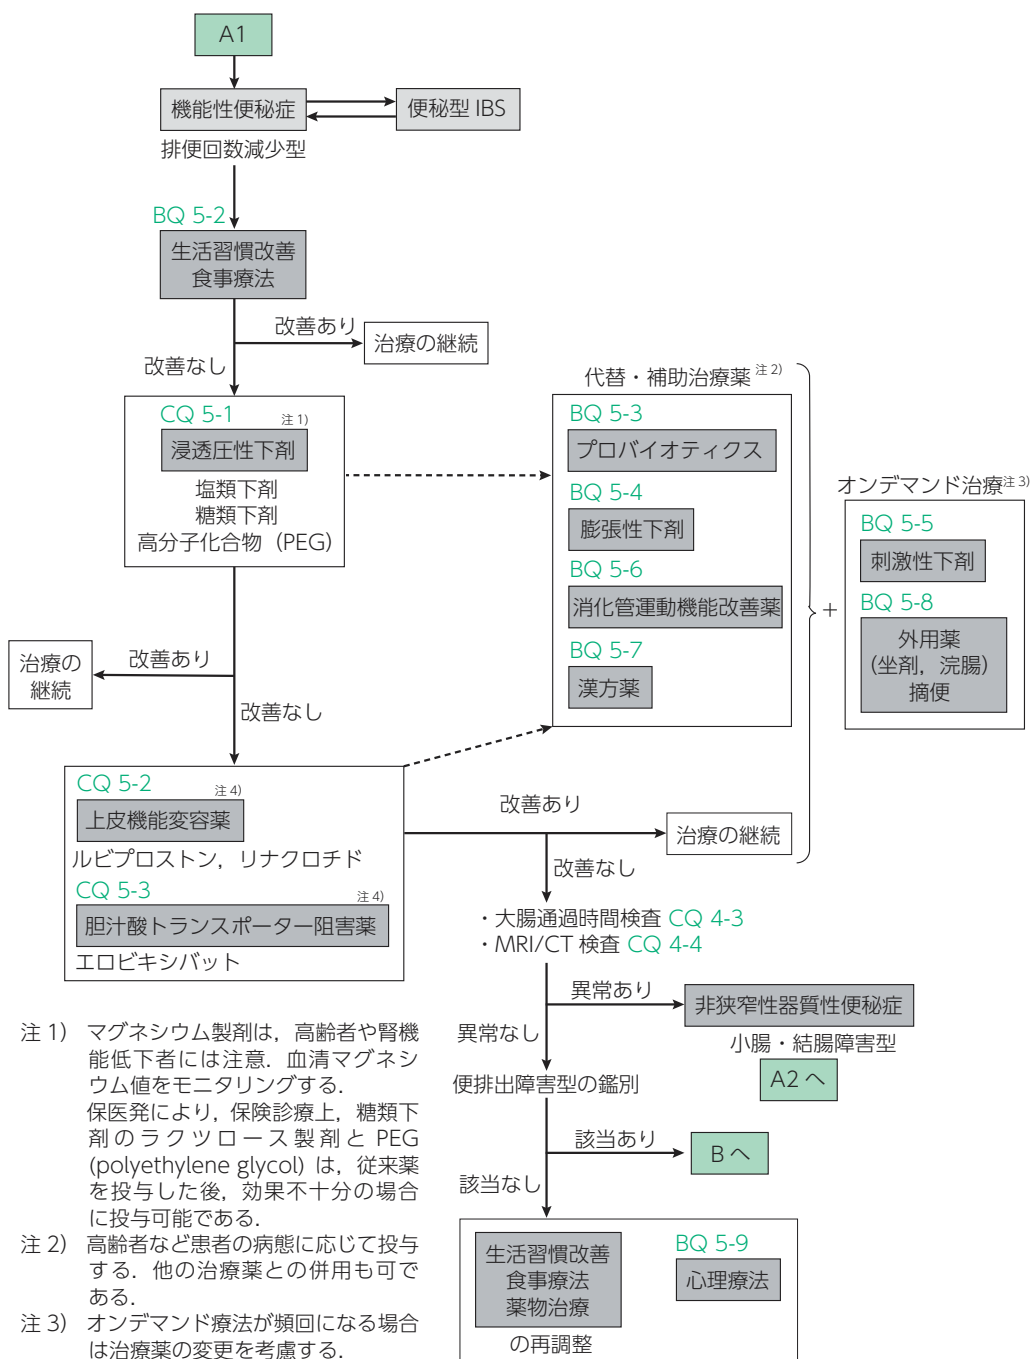 A1
機能性便秘症
便秘型 IBS
排便回数減少型
BQ 5-2
生活習慣改善
食事療法
改善あり
治療の継続
改善なし
CQ 5-1
注 1)
浸透圧性下剤
塩類下剤
糖類下剤
高分子化合物（PEG）
代替・補助治療薬 注 2)
BQ 5-3
プロバイオティクス
BQ 5-4
膨張性下剤
BQ 5-6
消化管運動機能改善薬
BQ 5-7
漢方薬
+
オンデマンド治療注 3)
BQ 5-5
刺激性下剤
BQ 5-8
外用薬
(坐剤，浣腸)
摘便
改善あり
治療の
継続
改善なし
CQ 5-2
注 4)
上皮機能変容薬
ルビプロストン，リナクロチド
CQ 5-3
注 4)
胆汁酸トランスポーター阻害薬
エロビキシバット
改善あり
治療の継続
改善なし
・大腸通過時間検査 CQ 4-3
・MRI/CT 検査 CQ 4-4
異常あり
非狭窄性器質性便秘症
小腸・結腸障害型
A2 へ
異常なし
便排出障害型の鑑別
該当あり
B へ
該当なし
生活習慣改善
食事療法
薬物治療
の再調整
BQ 5-9
心理療法
注 1) マグネシウム製剤は，高齢者や腎機
能低下者には注意．血清マグネシ
ウム値をモニタリングする．
保医発により，保険診療上，糖類下
剤のラクツロース製剤と PEG
(polyethylene glycol) は，従来薬
を投与した後，効果不十分の場合
に投与可能である．
注 2) 高齢者など患者の病態に応じて投与
する．他の治療薬との併用も可で
ある．
注 3) オンデマンド療法が頻回になる場合
は治療薬の変更を考慮する．